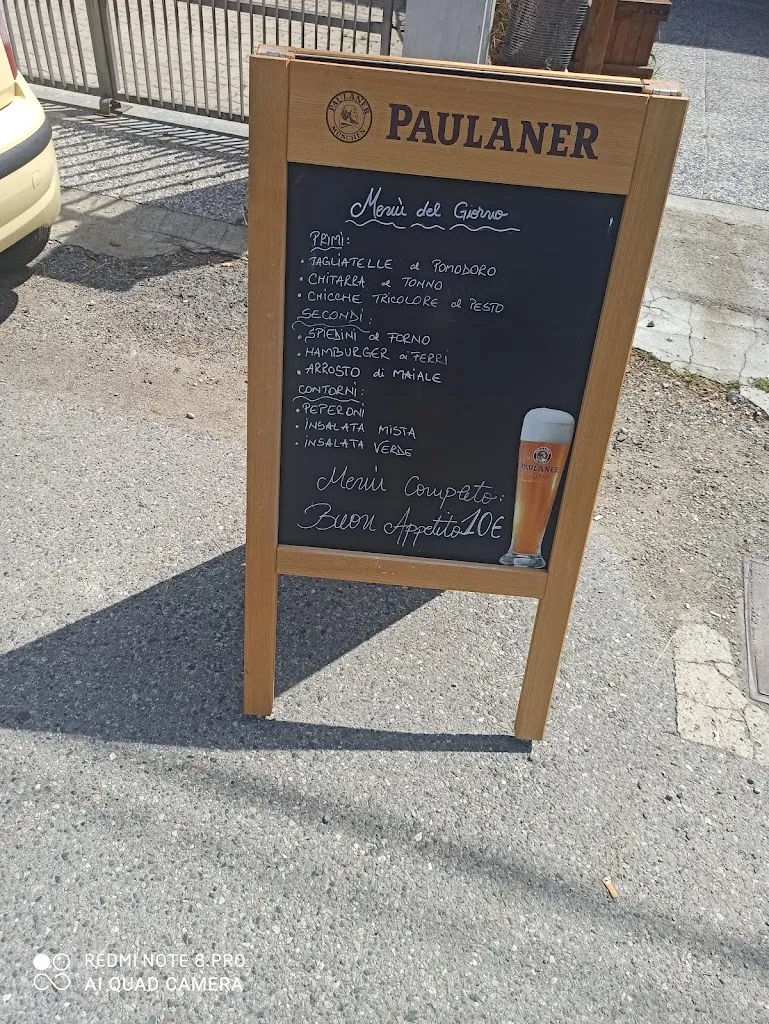 PAULANER
MÜNCHEN
PAULANER
Menù del Giorno
PRIMI:
• TAGLIATELLE al POMODORO
• CHITARRA al TONNO
• CHICCHE TRICOLORE al PESTO
SECONDI:
• SPIEDINI al FORNO
• HAMBURGER ai FERRI
• ARROSTO di MAIALE
CONTORNI:
• PEPERONI
• INSALATA MISTA
• INSALATA VERDE
PAULANER
Menù Completo:
Buon Appetito 10€
REDMI NOTE 8 PRO
AI QUAD CAMERA